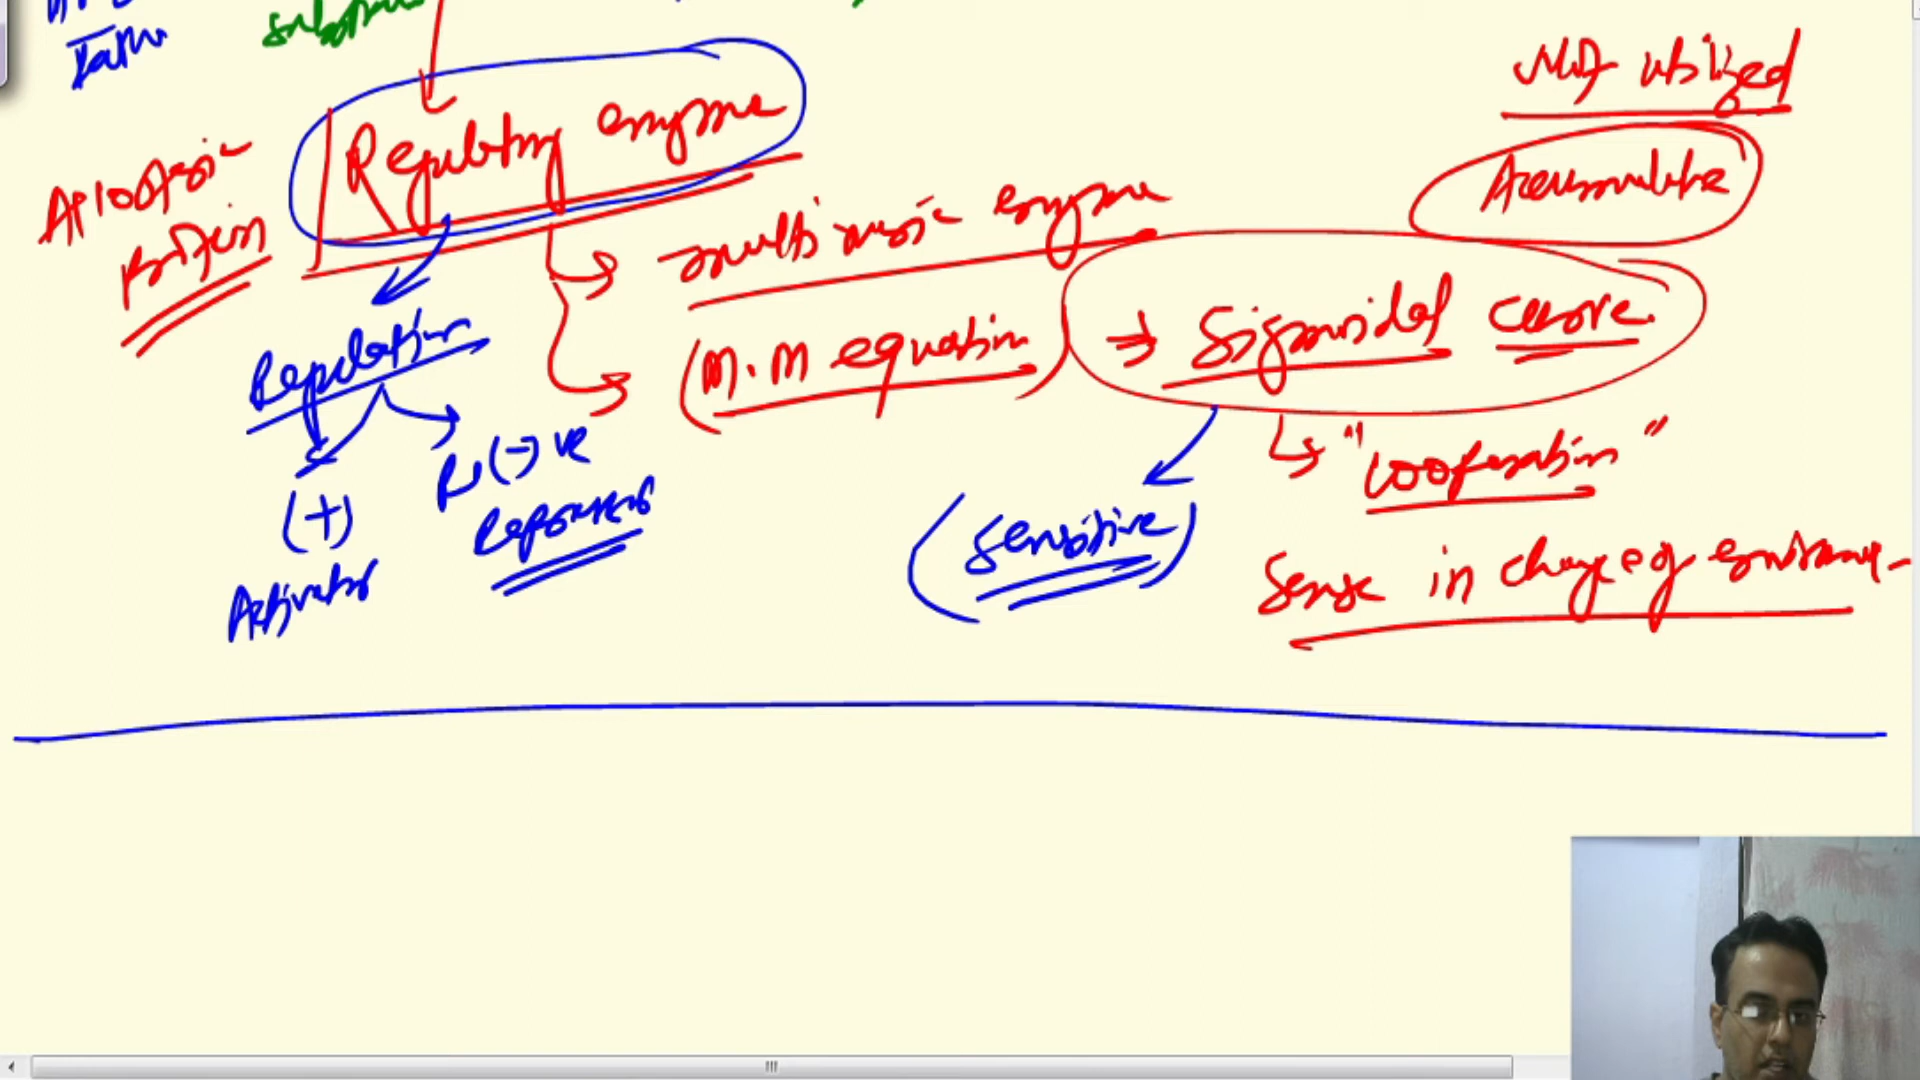 Not utilized
Accumulate
Regulatory enzyme
Allosteric
protein
multimeric enzyme
(M.M equation) → Sigmoidal curve
Regulation
(+)
Activator
(-) ve
Repressor
"Cooperation"
(Sensitive)
Sense in change of